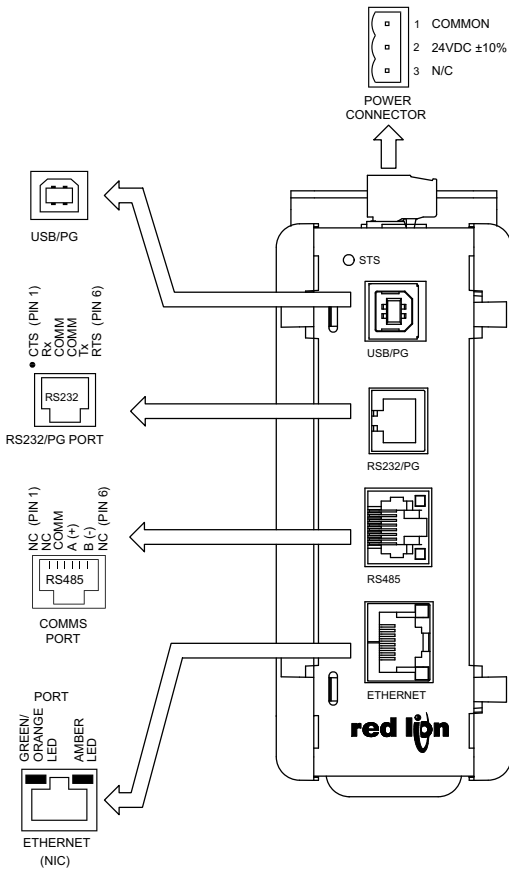 1 COMMON
2 24VDC ±10%
3 N/C
POWER
CONNECTOR
USB/PG
STS
USB/PG
CTS (PIN 1)
Rx
COMM
COMM
Tx
RTS (PIN 6)
RS232
RS232/PG PORT
RS232/PG
NC (PIN 1)
NC
COMM
A (+)
B (-)
NC (PIN 6)
RS485
COMMS
PORT
RS485
PORT
GREEN/
ORANGE
LED
AMBER
LED
ETHERNET
(NIC)
ETHERNET
red lion